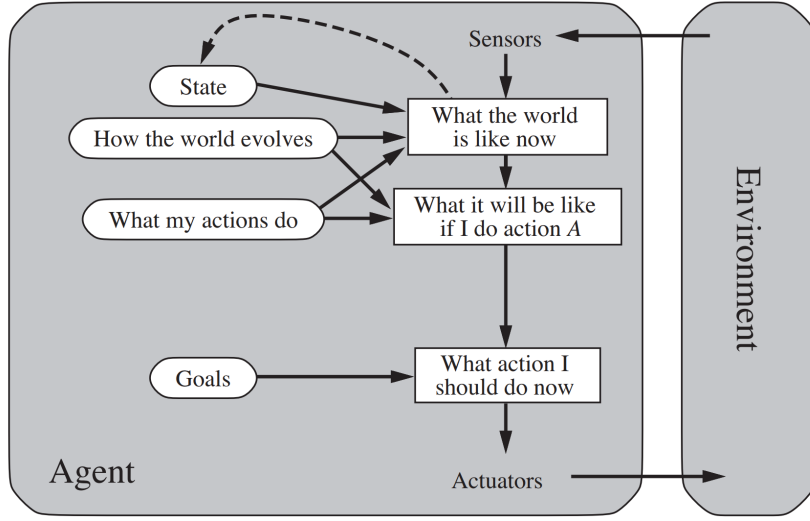 Sensors
State
What the world
is like now
How the world evolves
What my actions do
What it will be like
if I do action A
Goals
What action I
should do now
Agent
Actuators
Environment